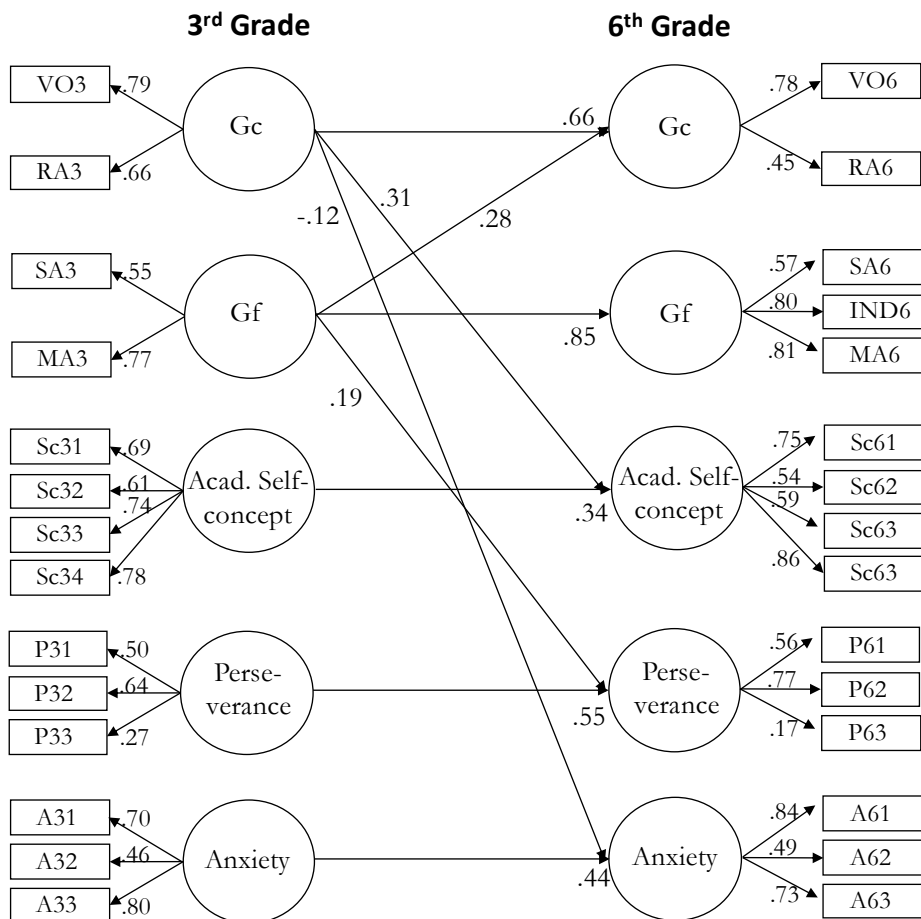 3rd Grade 6th Grade
VO3 .79 Gc .66 Gc .78 VO6
RA3 .66 .45 RA6
-.12 .31 .28
SA3 .55 Gf .85 Gf .57 SA6
.80 IND6
MA3 .77 .81 MA6
.19
Sc31 .69 Acad. Self- Acad. Self- .75 Sc61
Sc32 .61 concept concept .54 Sc62
Sc33 .74 .34 .59 Sc63
Sc34 .78 .86 Sc63
P31 .50 Perse- Perse- .56 P61
P32 .64 verance verance .77 P62
P33 .27 .55 .17 P63
A31 .70 .84 A61
A32 .46 Anxiety Anxiety .49 A62
A33 .80 .44 .73 A63